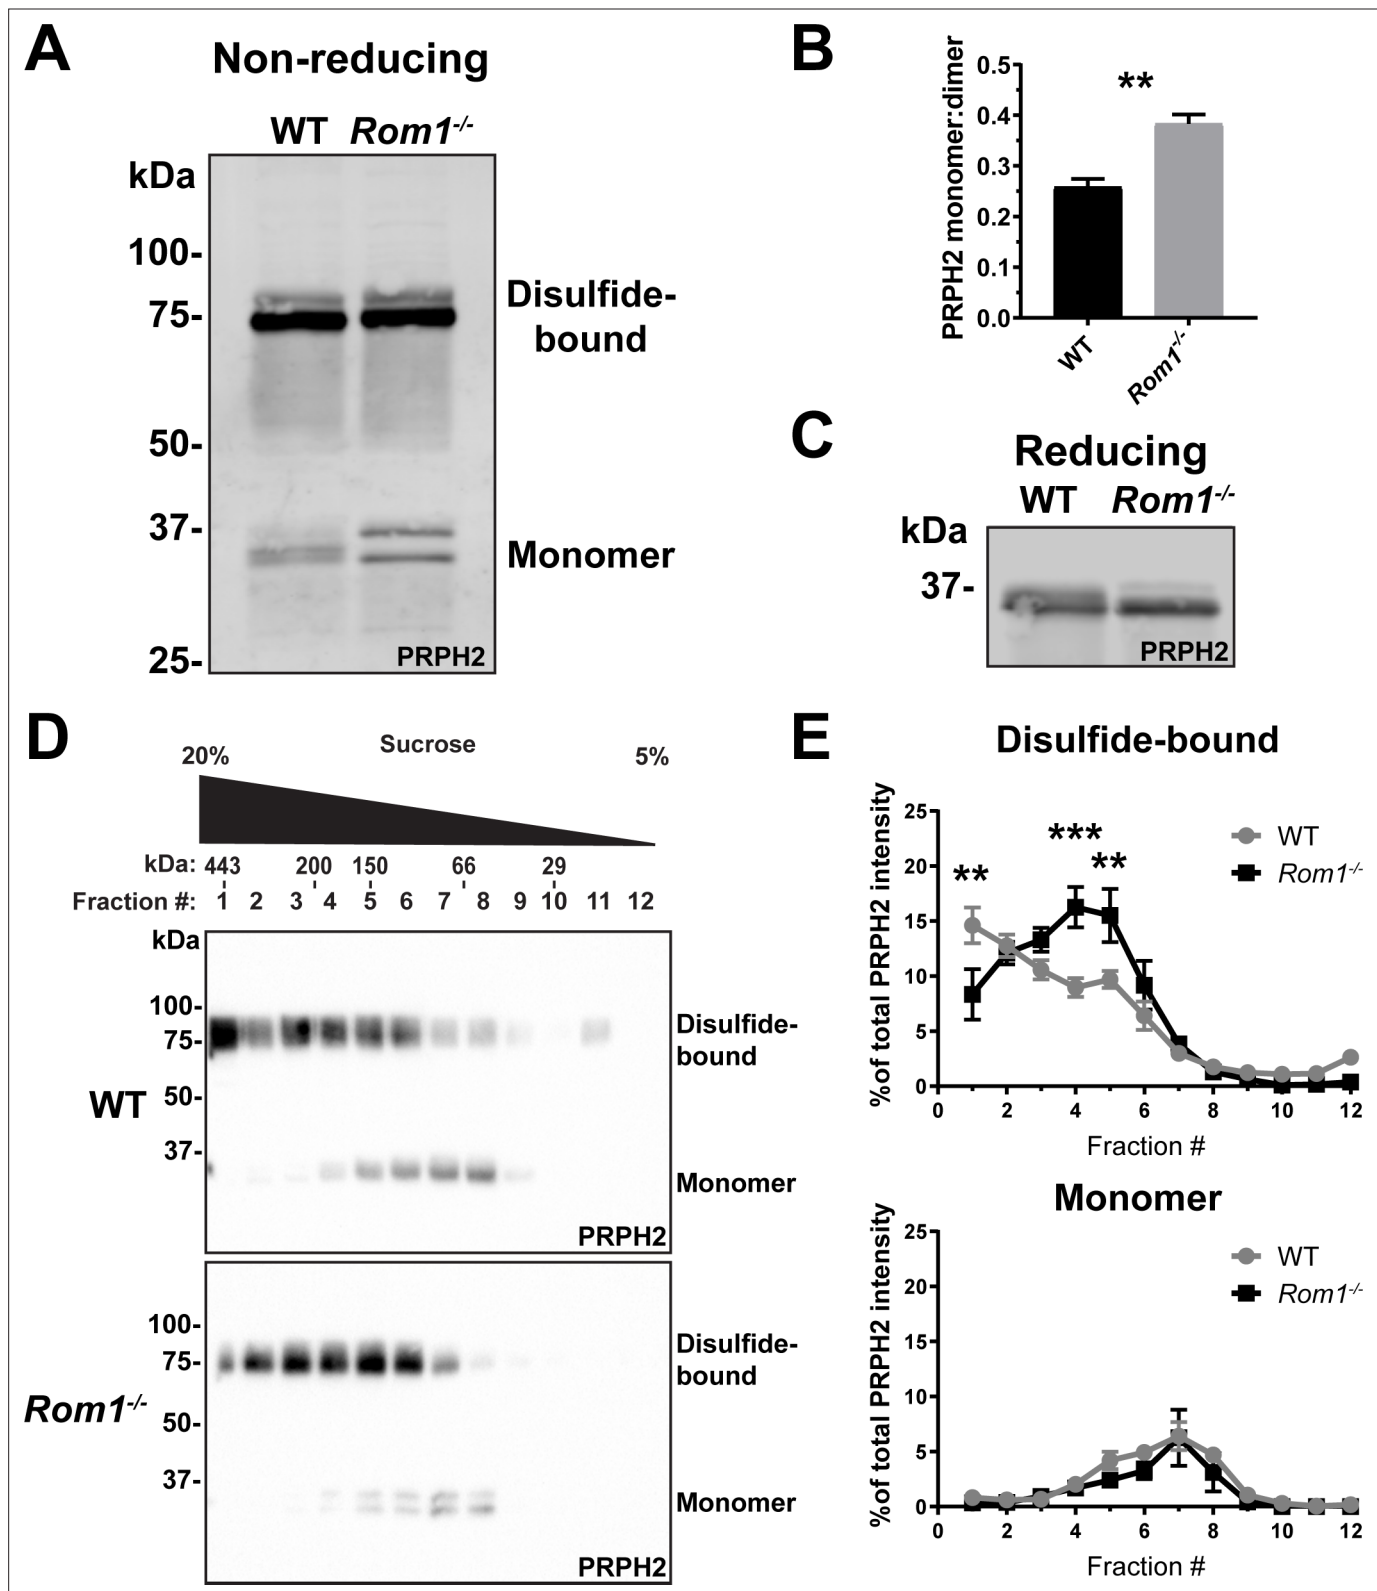 A
Non-reducing
WT Rom1-/-
kDa
100-
75-
50-
37-
25-
Disulfide-
bound
Monomer
PRPH2
B
PRPH2 monomer:dimer
0.5
0.4
0.3
0.2
0.1
0.0
**
WT
Rom1-/-
C
Reducing
WT Rom1-/-
kDa
37-
PRPH2
D
Sucrose
20% 5%
kDa: 443 200 150 66 29
Fraction #: 1 2 3 4 5 6 7 8 9 10 11 12
kDa
100-
75-
50-
37-
WT
Disulfide-
bound
Monomer
PRPH2
100-
75-
50-
37-
Rom1-/-
Disulfide-
bound
Monomer
PRPH2
E
Disulfide-bound
%of total PRPH2 intensity
25
20
15
10
5
0
** *** **
WT
Rom1-/-
0 2 4 6 8 10 12
Fraction #
Monomer
%of total PRPH2 intensity
25
20
15
10
5
0
WT
Rom1-/-
0 2 4 6 8 10 12
Fraction #